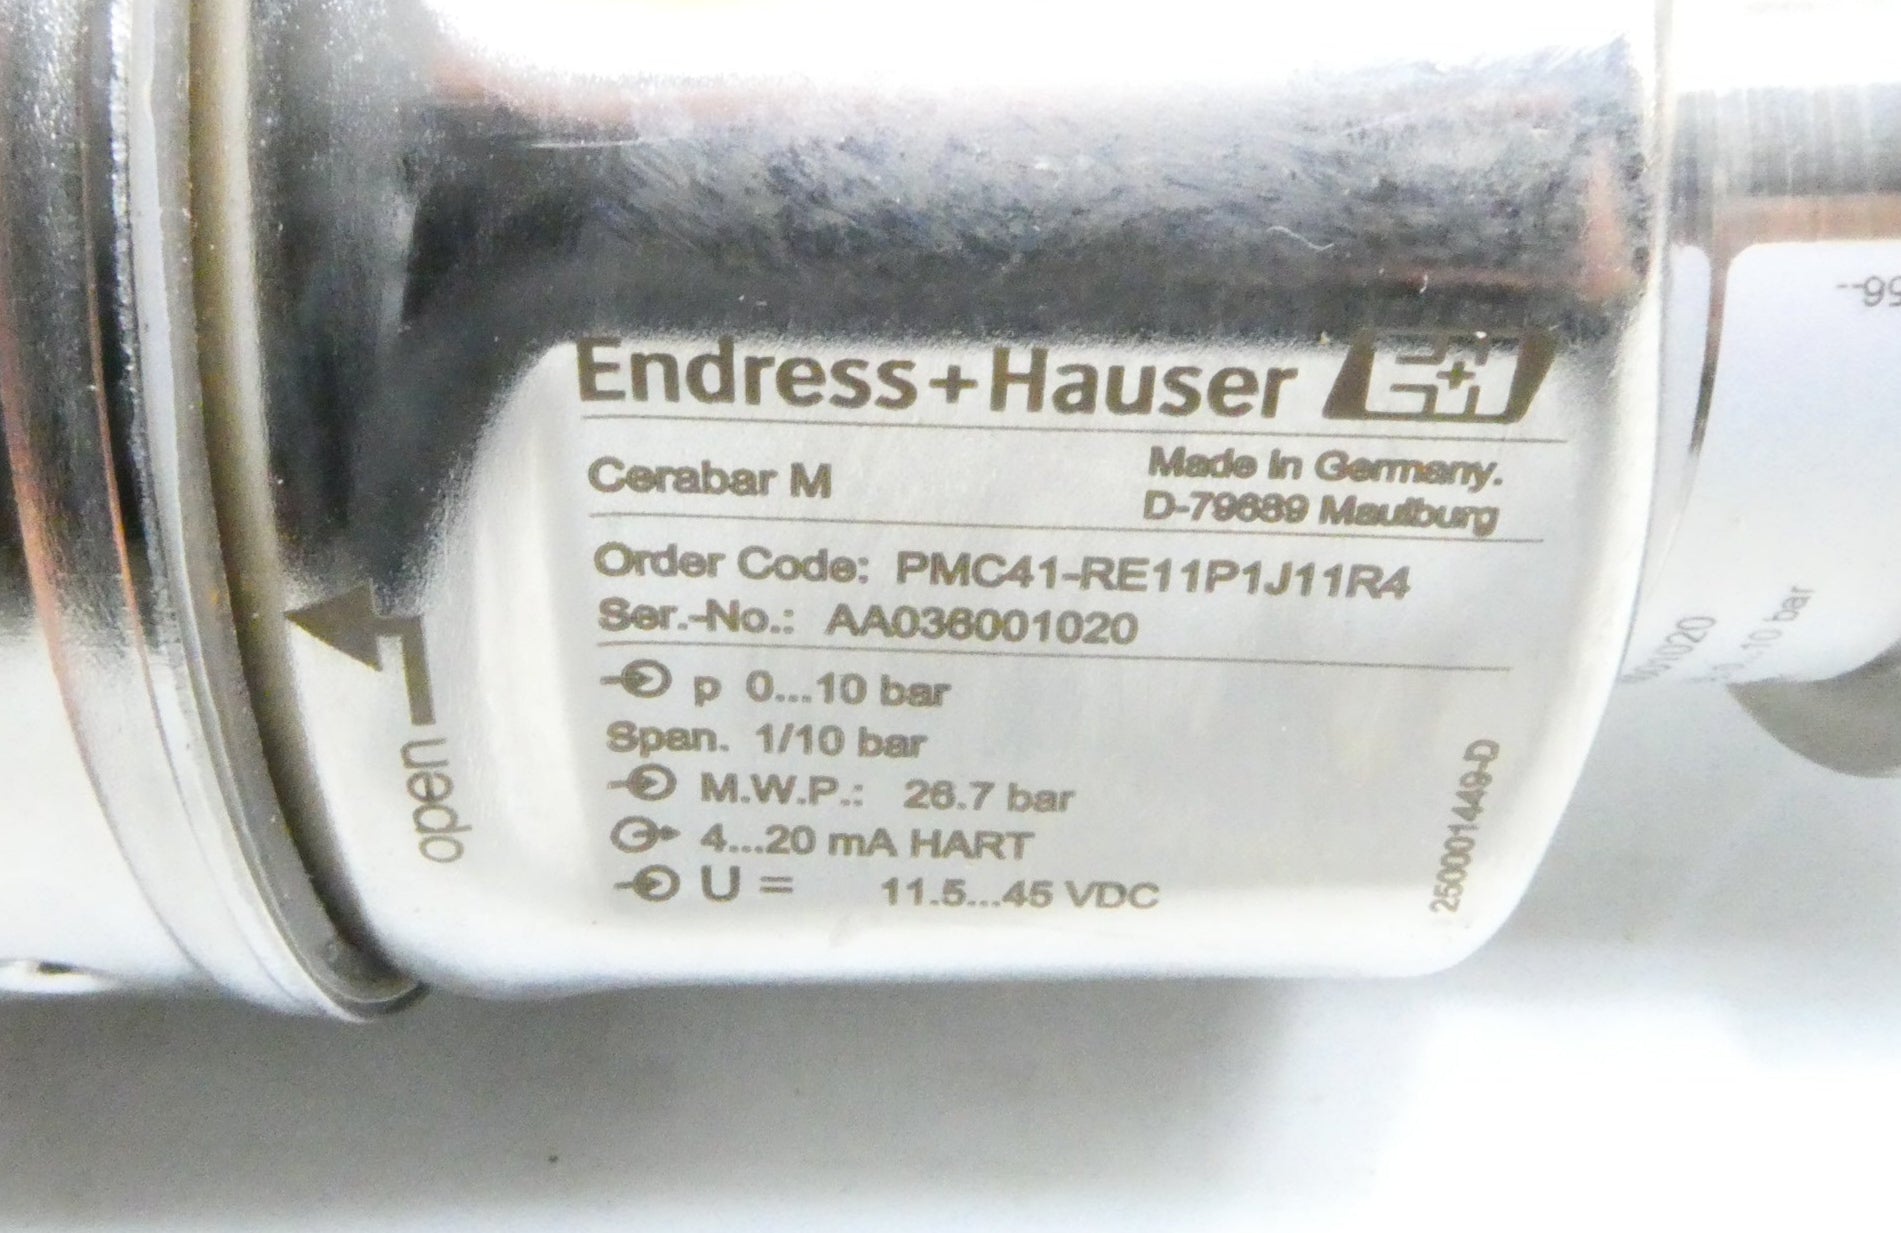 Endress+Hauser
Cerabar M
Made in Germany.
D-79689 Maulburg
Order Code: PMC41-RE11P1J11R4
Ser.-No.: AA036001020
p 0...10 bar
Span. 1/10 bar
M.W.P.: 26.7 bar
4...20 mA HART
U = 11.5...45 VDC
250001449-D
open